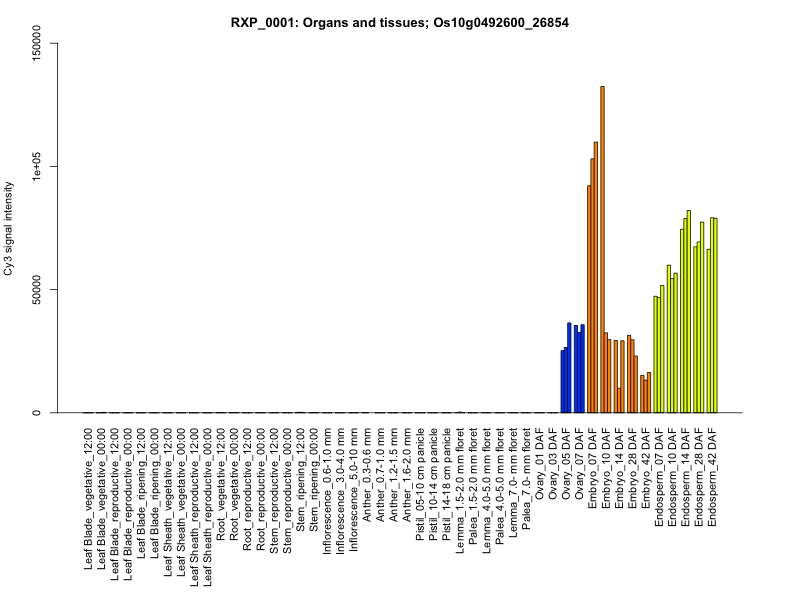 RXP_0001: Organs and tissues; Os10g0492600_26854
Cy3 signal intensity
150000
1e+05
50000
0
Leaf Blade_vegetative_12:00
Leaf Blade_vegetative_00:00
Leaf Blade_reproductive_12:00
Leaf Blade_reproductive_00:00
Leaf Blade_ripening_12:00
Leaf Blade_ripening_00:00
Leaf Sheath_vegetative_12:00
Leaf Sheath_vegetative_00:00
Leaf Sheath_reproductive_12:00
Leaf Sheath_reproductive_00:00
Root_vegetative_12:00
Root_vegetative_00:00
Root_reproductive_12:00
Root_reproductive_00:00
Stem_reproductive_12:00
Stem_reproductive_00:00
Stem_ripening_12:00
Stem_ripening_00:00
Inflorescence_0.6-1.0 mm
Inflorescence_3.0-4.0 mm
Inflorescence_5.0-10 mm
Anther_0.3-0.6 mm
Anther_0.7-1.0 mm
Anther_1.2-1.5 mm
Anther_1.6-2.0 mm
Pistil_05-10 cm panicle
Pistil_10-14 cm panicle
Pistil_14-18 cm panicle
Lemma_1.5-2.0 mm floret
Palea_1.5-2.0 mm floret
Lemma_4.0-5.0 mm floret
Palea_4.0-5.0 mm floret
Lemma_7.0- mm floret
Palea_7.0- mm floret
Ovary_01 DAF
Ovary_03 DAF
Ovary_05 DAF
Ovary_07 DAF
Embryo_07 DAF
Embryo_10 DAF
Embryo_14 DAF
Embryo_28 DAF
Embryo_42 DAF
Endosperm_07 DAF
Endosperm_10 DAF
Endosperm_14 DAF
Endosperm_28 DAF
Endosperm_42 DAF